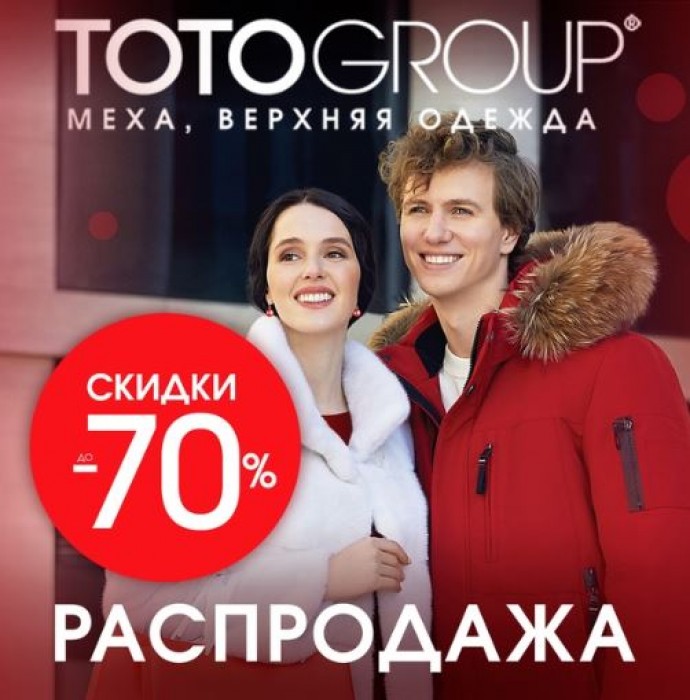 TOTOGROUP®
МЕХА, ВЕРХНЯЯ ОДЕЖДА
СКИДКИ
ДО -70%
РАСПРОДАЖА